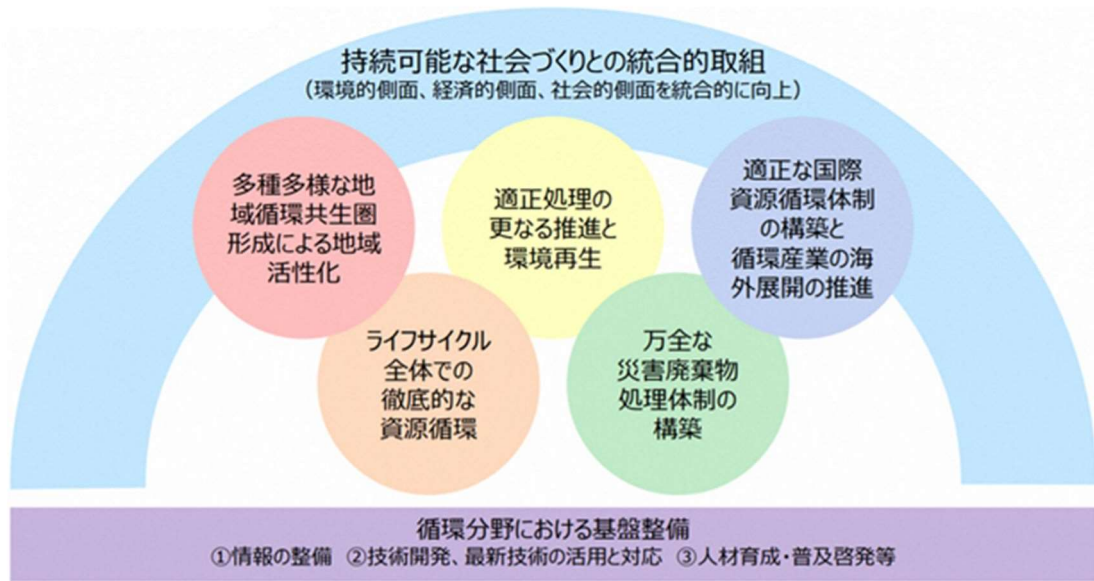 持続可能な社会づくりとの統合的取組
(環境的側面、経済的側面、社会的側面を統合的に向上)
多種多様な地
域循環共生圏
形成による地域
活性化
適正処理の
更なる推進と
環境再生
適正な国際
資源循環体制
の構築と
循環産業の海
外展開の推進
ライフサイクル
全体での
徹底的な
資源循環
万全な
災害廃棄物
処理体制の
構築
循環分野における基盤整備
①情報の整備 ②技術開発、最新技術の活用と対応 ③人材育成・普及啓発等